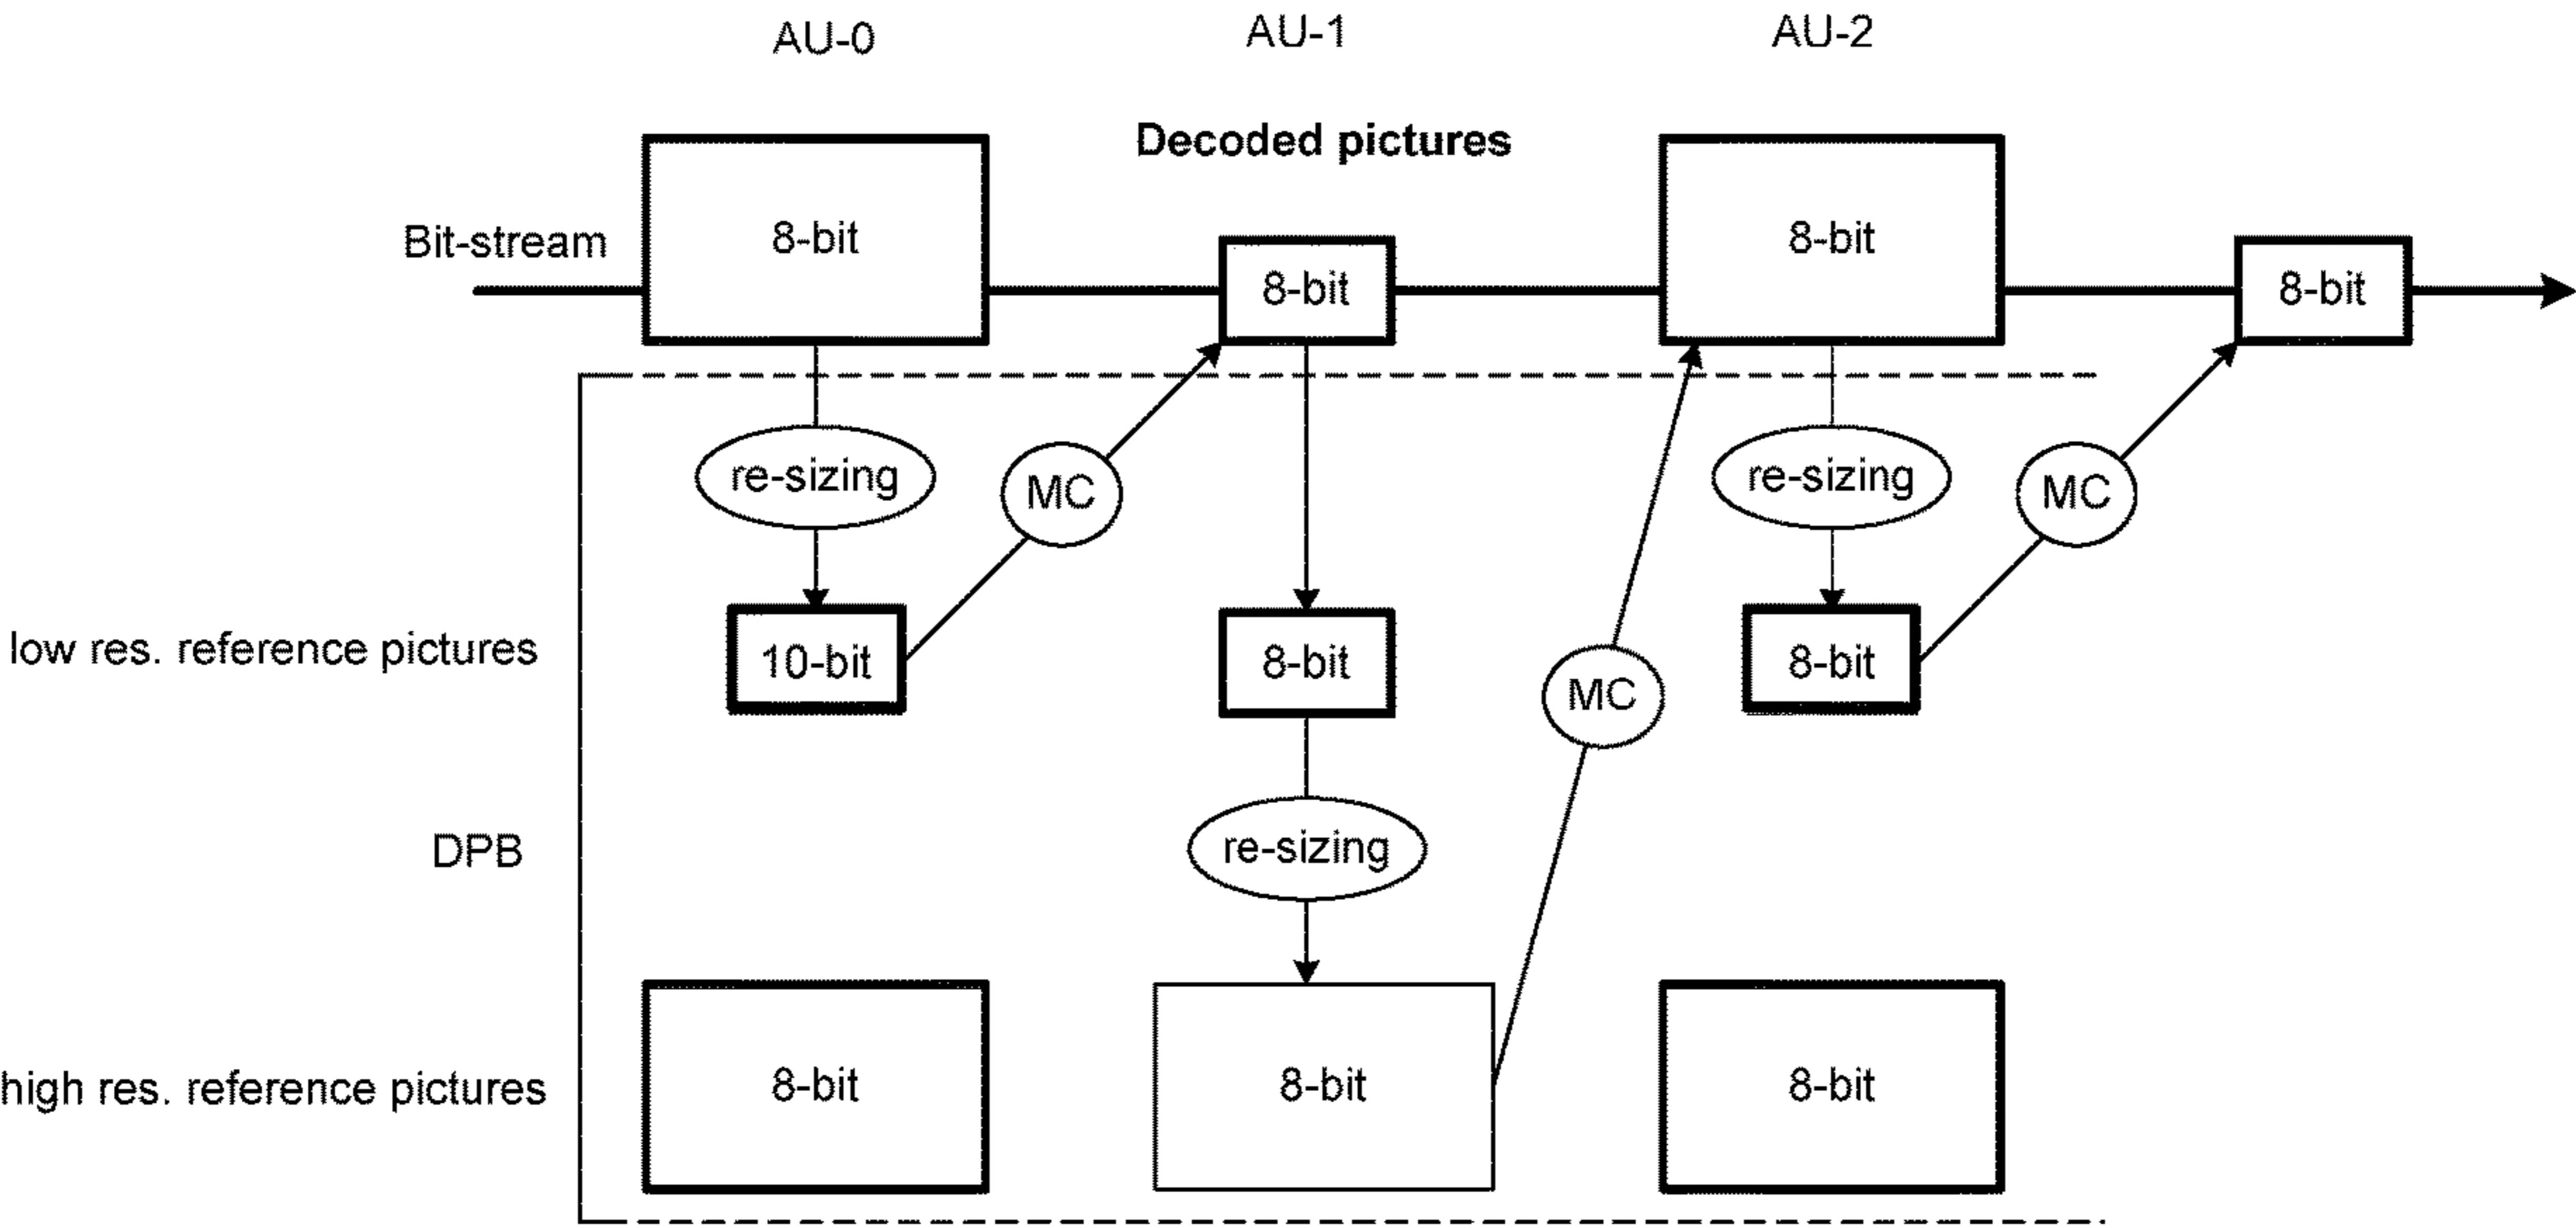 AU-0
AU-1
AU-2
Decoded pictures
Bit-stream
8-bit
8-bit
8-bit
8-bit
re-sizing
MC
re-sizing
MC
low res. reference pictures
10-bit
8-bit
MC
8-bit
DPB
re-sizing
high res. reference pictures
8-bit
8-bit
8-bit